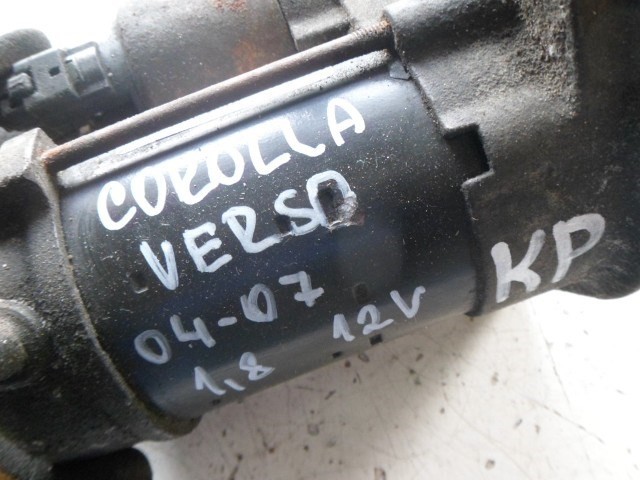 COROLLA
VERSO
04-07
1,8 12V
KP